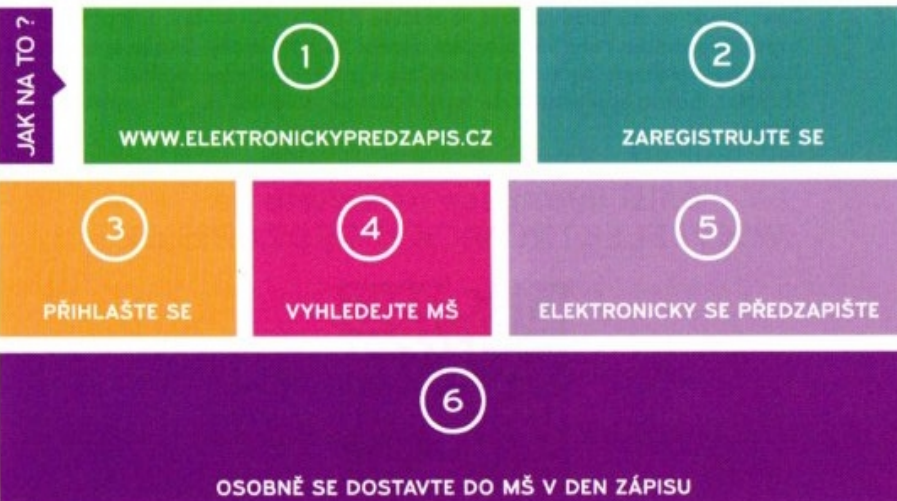 JAK NA TO ?
1
WWW.ELEKTRONICKYPREDZAPIS.CZ
2
ZAREGISTRUJTE SE
3
PŘIHLAŠTE SE
4
VYHLEDEJTE MŠ
5
ELEKTRONICKY SE PŘEDZAPIŠTE
6
OSOBNĚ SE DOSTAVTE DO MŠ V DEN ZÁPISU